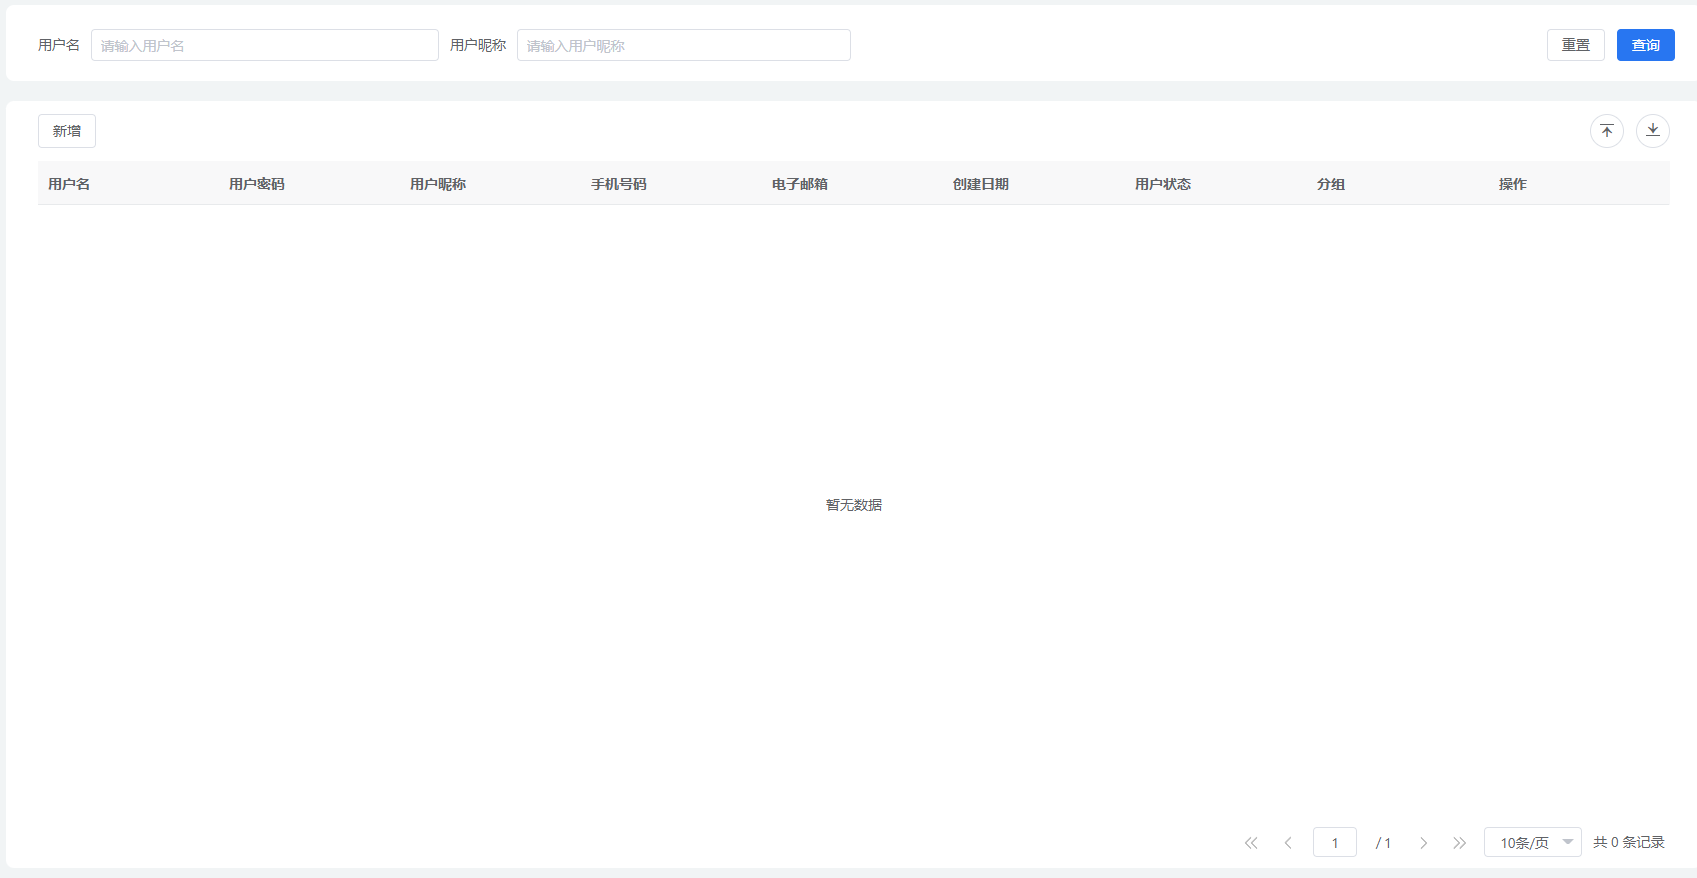 用户名 请输入用户名 用户昵称 请输入用户昵称 重置 查询
新增
用户名 用户密码 用户昵称 手机号码 电子邮箱 创建日期 用户状态 分组 操作
暂无数据
1 / 1 10条/页 共 0 条记录